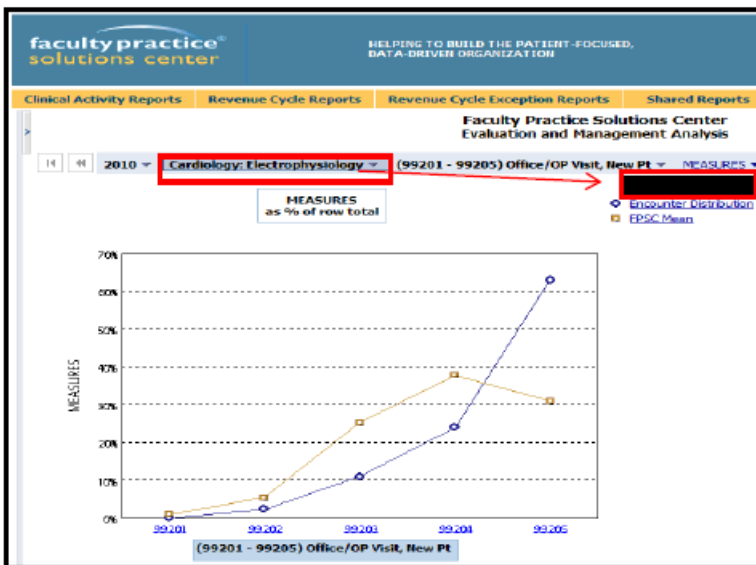 faculty practice®
solutions center
HELPING TO BUILD THE PATIENT-FOCUSED,
DATA-DRIVEN ORGANIZATION
Clinical Activity Reports Revenue Cycle Reports Revenue Cycle Exception Reports Shared Reports
Faculty Practice Solutions Center
Evaluation and Management Analysis
2010 Cardiology: Electrophysiology (99201 - 99205) Office/OP Visit, New Pt MEASURES
MEASURES
as % of row total
Encounter Distribution
FPSC Mean
70%
60%
50%
40%
30%
20%
10%
0%
MEASURES
99201 99202 99203 99204 99205
(99201 - 99205) Office/OP Visit, New Pt